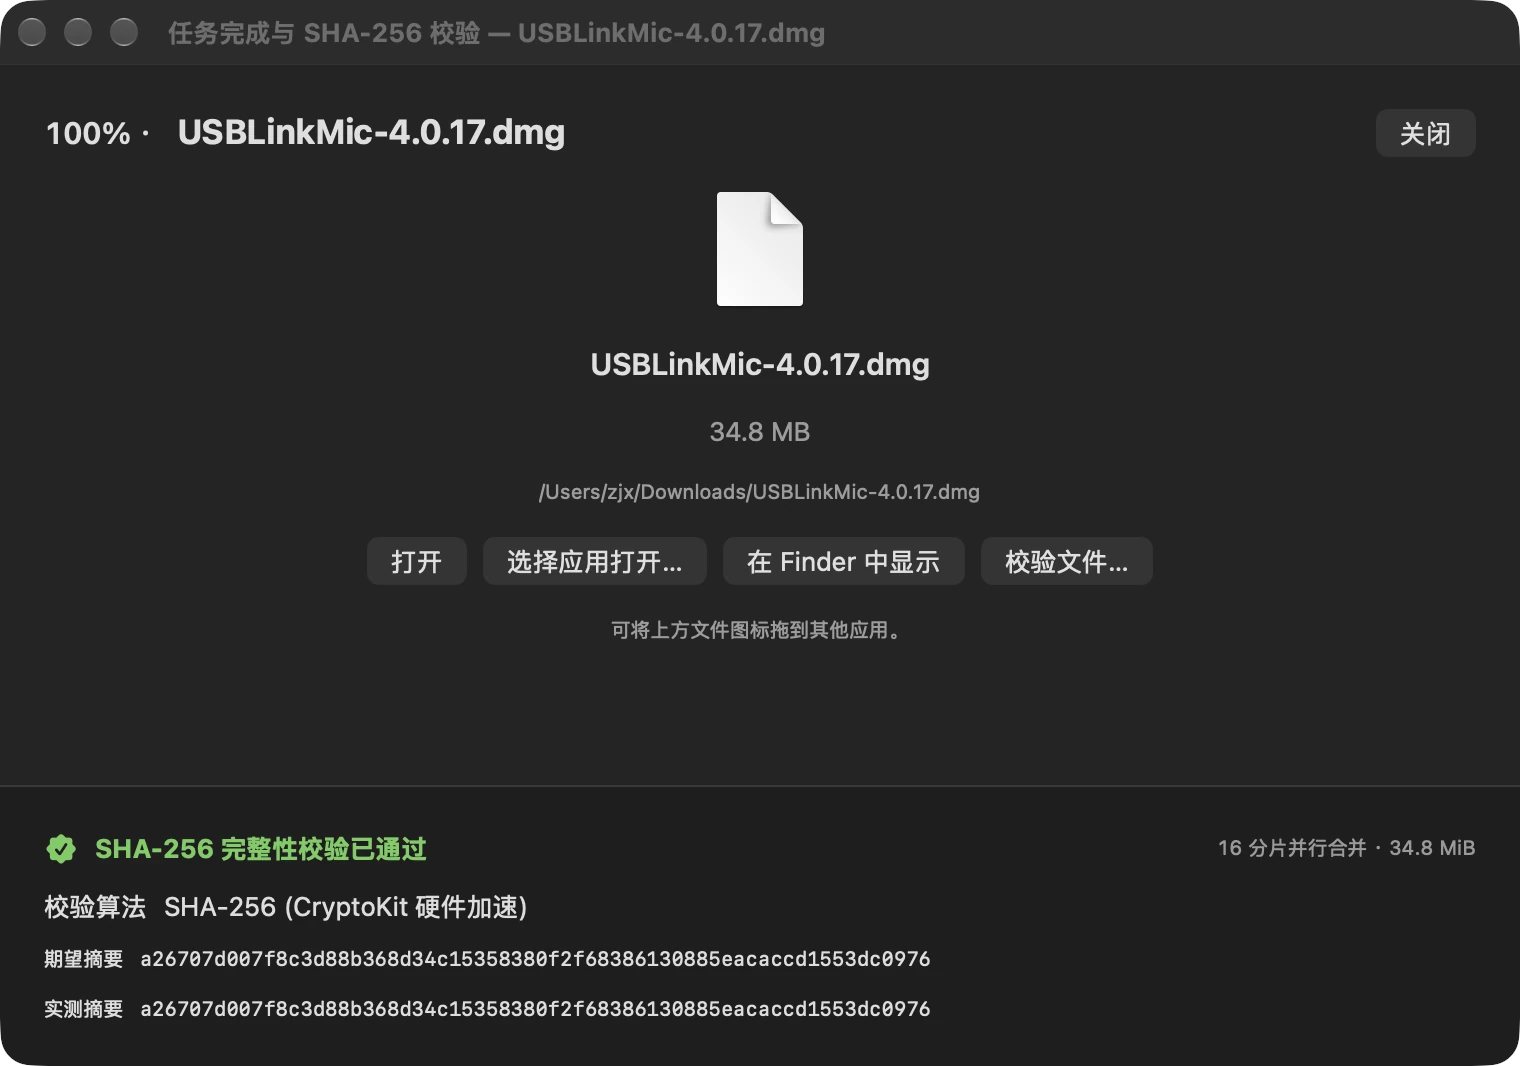 任务完成与 SHA-256 校验 — USBLinkMic-4.0.17.dmg
100% · USBLinkMic-4.0.17.dmg
关闭
USBLinkMic-4.0.17.dmg
34.8 MB
/Users/zjx/Downloads/USBLinkMic-4.0.17.dmg
打开 选择应用打开... 在 Finder 中显示 校验文件...
可将上方文件图标拖到其他应用。
SHA-256 完整性校验已通过
16 分片并行合并 · 34.8 MiB
校验算法 SHA-256 (CryptoKit 硬件加速)
期望摘要 a26707d007f8c3d88b368d34c15358380f2f68386130885eacaccd1553dc0976
实测摘要 a26707d007f8c3d88b368d34c15358380f2f68386130885eacaccd1553dc0976